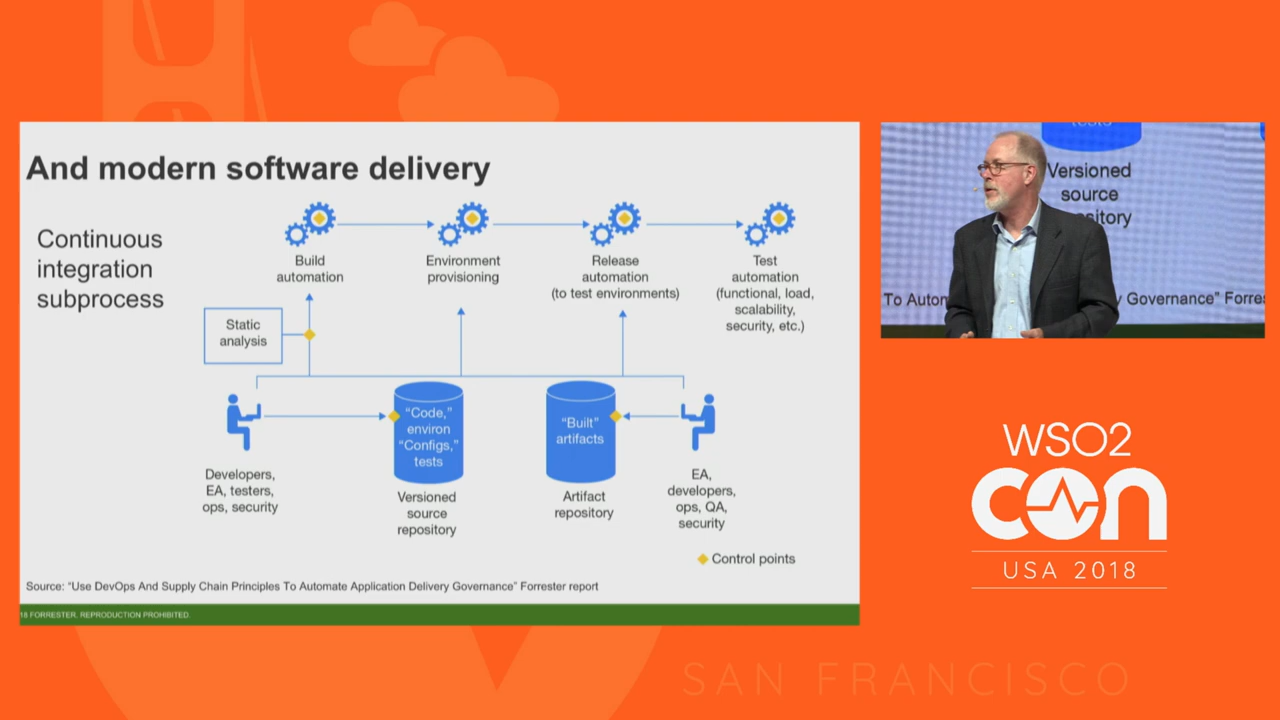 And modern software delivery
Continuous
integration
subprocess
Build
automation
Environment
provisioning
Release
automation
(to test environments)
Test
automation
(functional, load,
scalability,
security, etc.)
Static
analysis
“Code,”
environ
“Configs,”
tests
“Built”
artifacts
Developers,
EA, testers,
ops, security
Versioned
source
repository
Artifact
repository
EA,
developers,
ops, QA,
security
Control points
Source: “Use DevOps And Supply Chain Principles To Automate Application Delivery Governance” Forrester report
18 FORRESTER. REPRODUCTION PROHIBITED.
tests
Versioned
source
sitory
To Autom
y Governance” Forres
WSO2
CON
USA 2018
SAN FRANCISCO